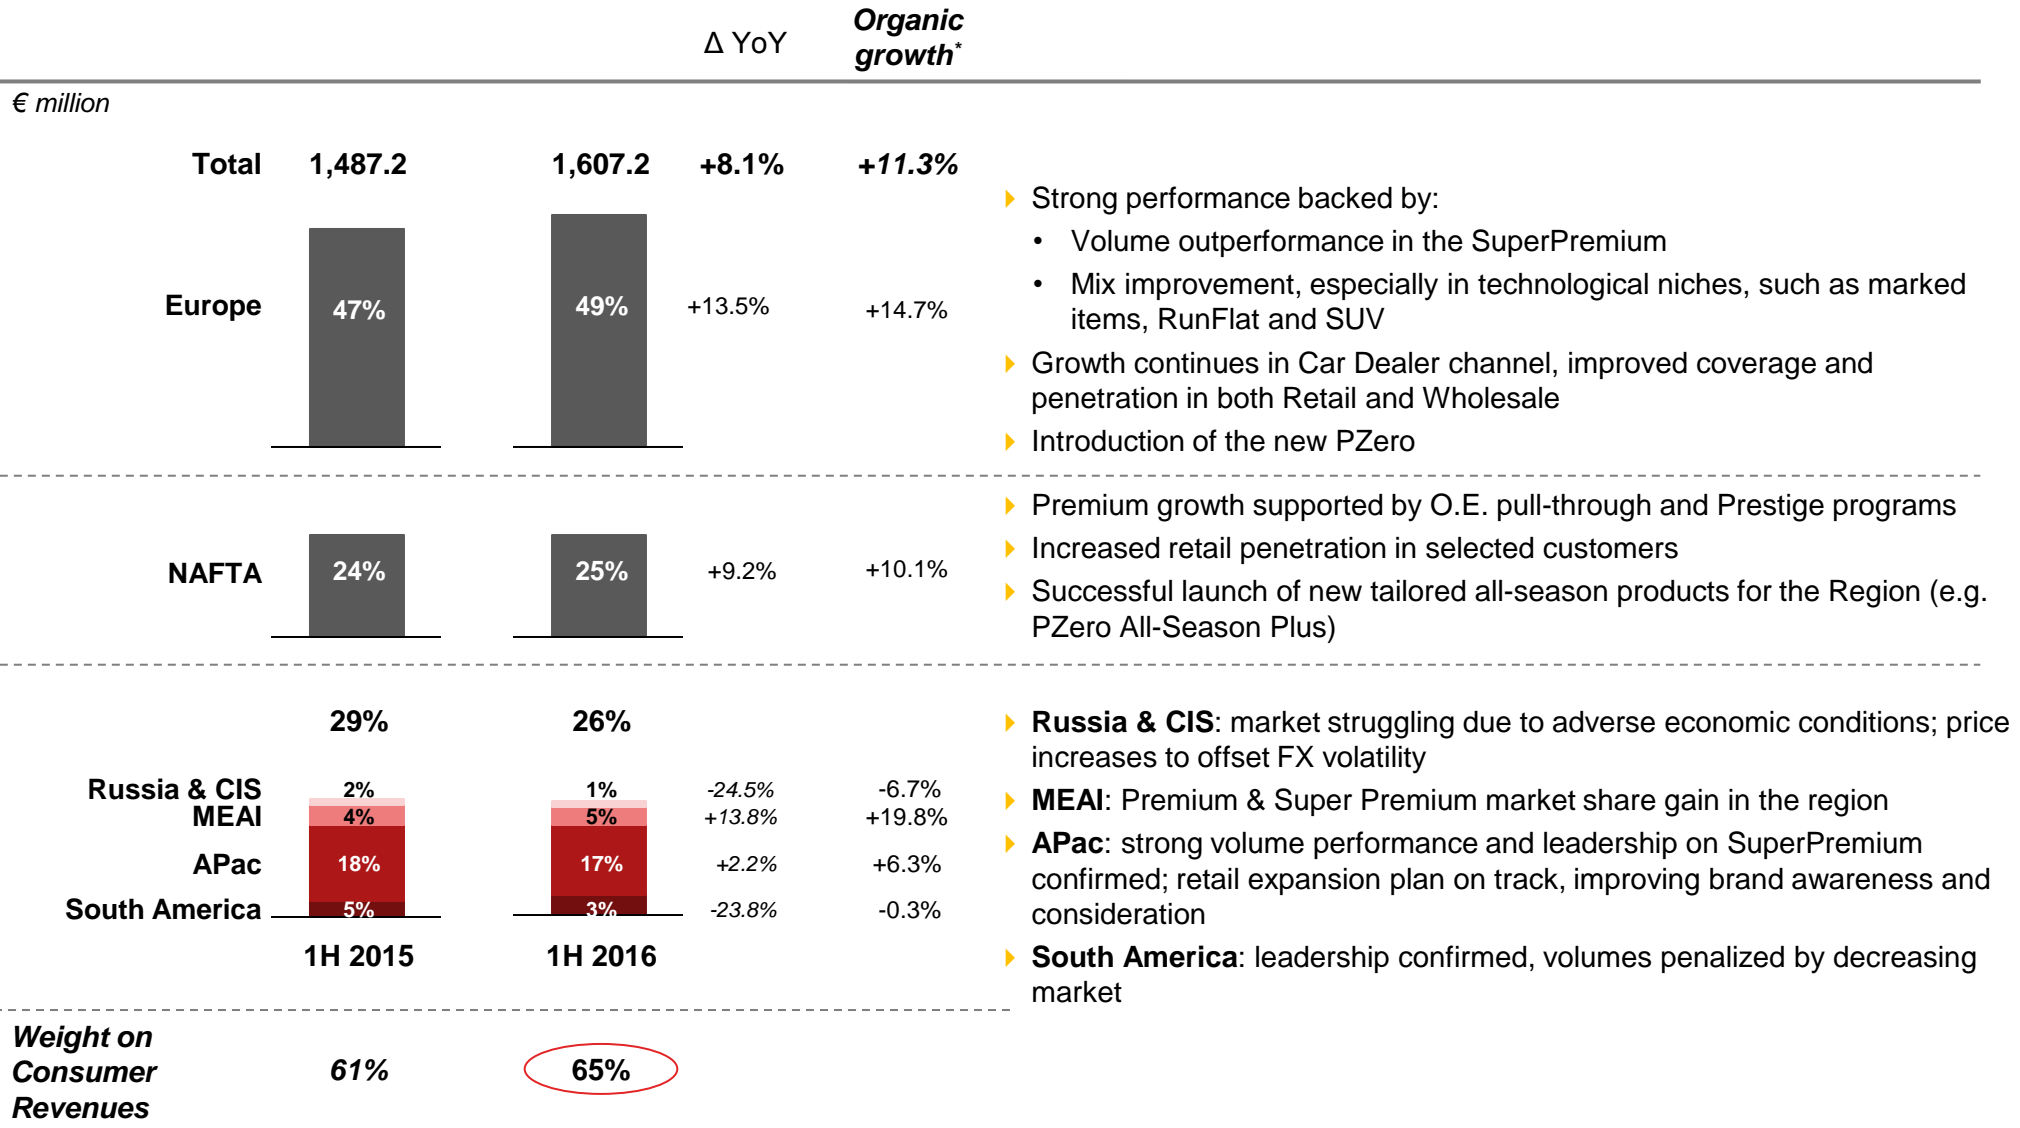 Δ YoY
Organic
growth*
€ million
Total 1,487.2 1,607.2 +8.1% +11.3%
Europe 47% 49% +13.5% +14.7%
Strong performance backed by:
• Volume outperformance in the SuperPremium
• Mix improvement, especially in technological niches, such as marked
items, RunFlat and SUV
Growth continues in Car Dealer channel, improved coverage and
penetration in both Retail and Wholesale
Introduction of the new PZero
NAFTA 24% 25% +9.2% +10.1%
Premium growth supported by O.E. pull-through and Prestige programs
Increased retail penetration in selected customers
Successful launch of new tailored all-season products for the Region (e.g.
PZero All-Season Plus)
29% 26%
Russia & CIS 2% 1% -24.5% -6.7%
MEAI 4% 5% +13.8% +19.8%
APac 18% 17% +2.2% +6.3%
South America 5% 3% -23.8% -0.3%
1H 2015 1H 2016
Russia & CIS: market struggling due to adverse economic conditions; price
increases to offset FX volatility
MEAI: Premium & Super Premium market share gain in the region
APac: strong volume performance and leadership on SuperPremium
confirmed; retail expansion plan on track, improving brand awareness and
consideration
South America: leadership confirmed, volumes penalized by decreasing
market
Weight on
Consumer 61% 65%
Revenues